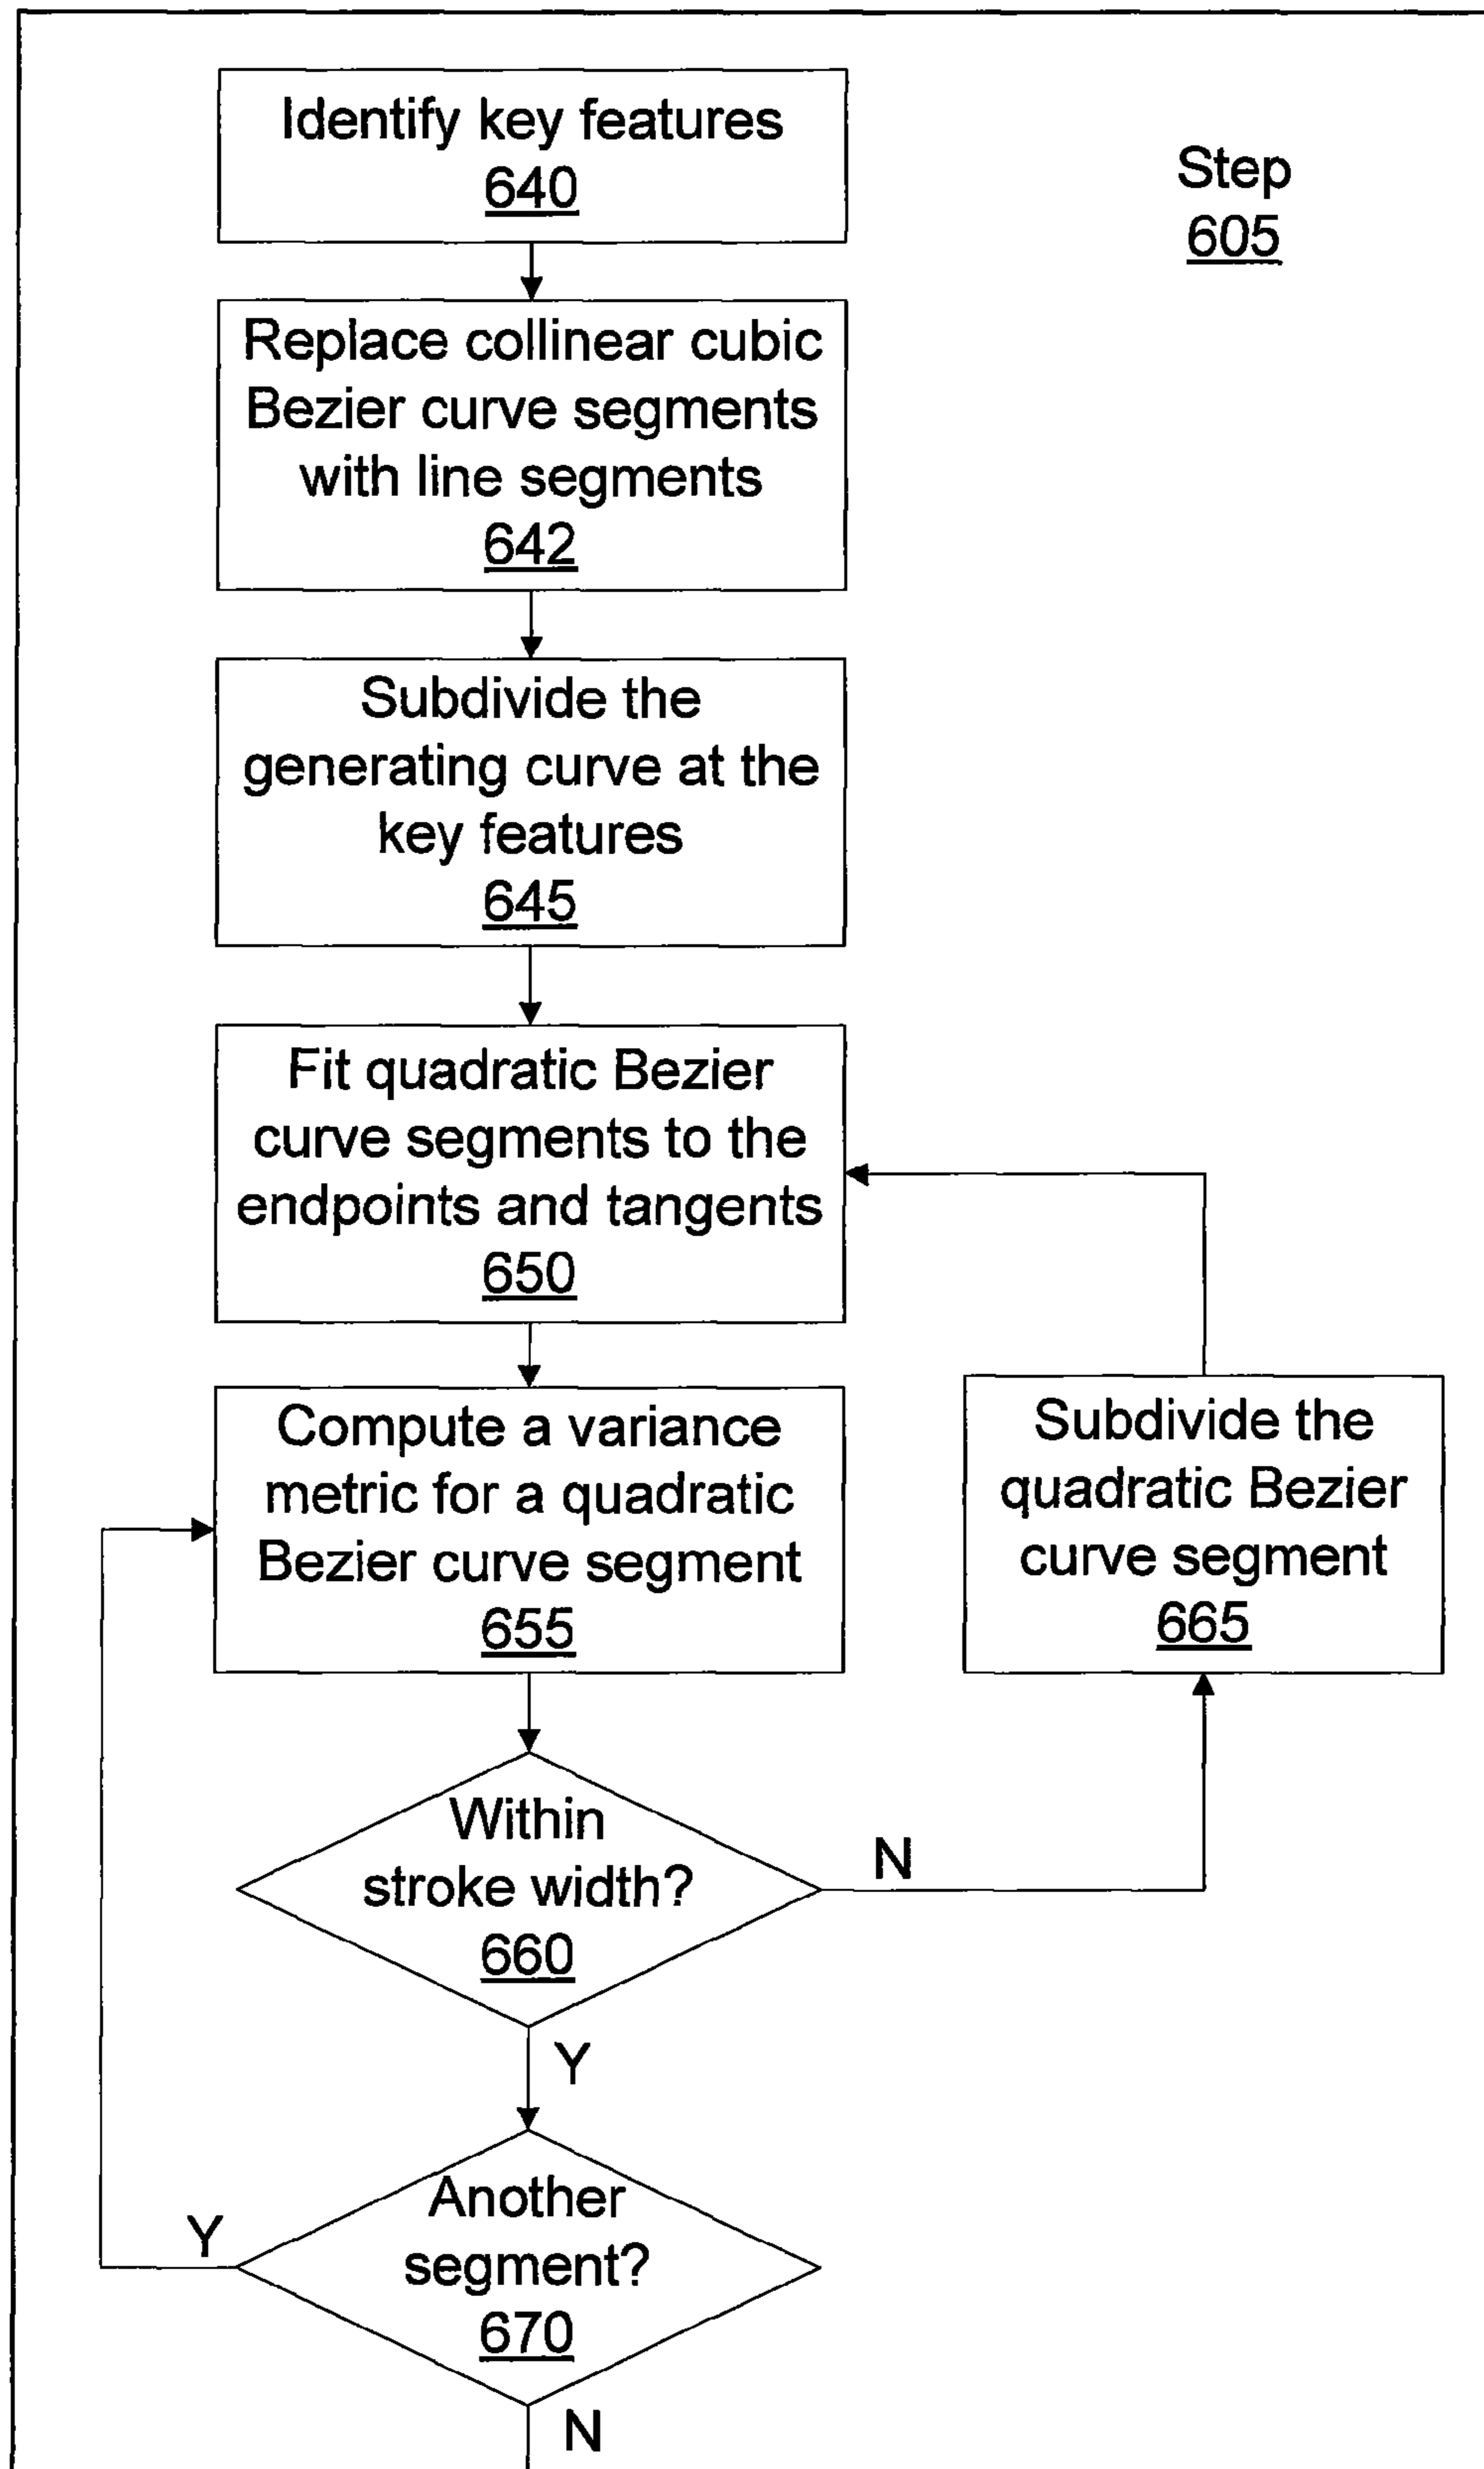 Identify key features
640
Step
605
Replace collinear cubic
Bezier curve segments
with line segments
642
Subdivide the
generating curve at the
key features
645
Fit quadratic Bezier
curve segments to the
endpoints and tangents
650
Compute a variance
metric for a quadratic
Bezier curve segment
655
Subdivide the
quadratic Bezier
curve segment
665
Within
stroke width?
660
N
Y
Another
segment?
670
Y
N